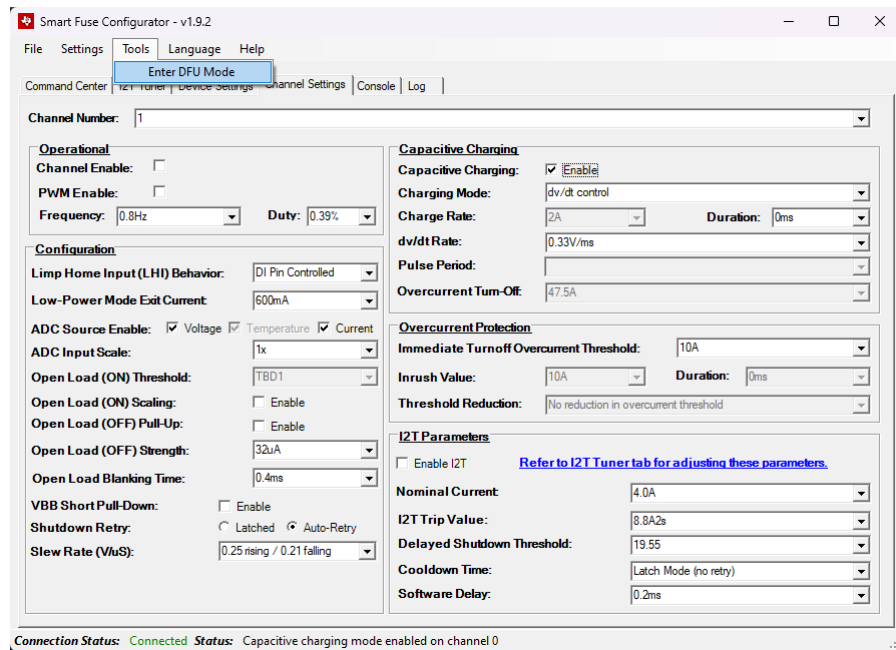 Smart Fuse Configurator - v1.9.2
File Settings Tools Language Help
Enter DFU Mode
Command Center I2T Tuner Device Settings Channel Settings Console Log
Channel Number: 1
Operational
Channel Enable:
PWM Enable:
Frequency: 0.8Hz Duty: 0.39%
Configuration
Limp Home Input (LHI) Behavior: DI Pin Controlled
Low-Power Mode Exit Current: 600mA
ADC Source Enable: Voltage Temperature Current
ADC Input Scale: 1x
Open Load (ON) Threshold: TBD1
Open Load (ON) Scaling: Enable
Open Load (OFF) Pull-Up: Enable
Open Load (OFF) Strength: 32uA
Open Load Blanking Time: 0.4ms
VBB Short Pull-Down: Enable
Shutdown Retry: Latched Auto-Retry
Slew Rate (V/uS): 0.25 rising / 0.21 falling
Capacitive Charging
Capacitive Charging: Enable
Charging Mode: dv/dt control
Charge Rate: 2A Duration: 0ms
dv/dt Rate: 0.33V/ms
Pulse Period:
Overcurrent Turn-Off: 47.5A
Overcurrent Protection
Immediate Turnoff Overcurrent Threshold: 10A
Inrush Value: 10A Duration: 0ms
Threshold Reduction: No reduction in overcurrent threshold
I2T Parameters
Enable I2T Refer to I2T Tuner tab for adjusting these parameters.
Nominal Current: 4.0A
I2T Trip Value: 8.8A2s
Delayed Shutdown Threshold: 19.55
Cooldown Time: Latch Mode (no retry)
Software Delay: 0.2ms
Connection Status: Connected Status: Capacitive charging mode enabled on channel 0